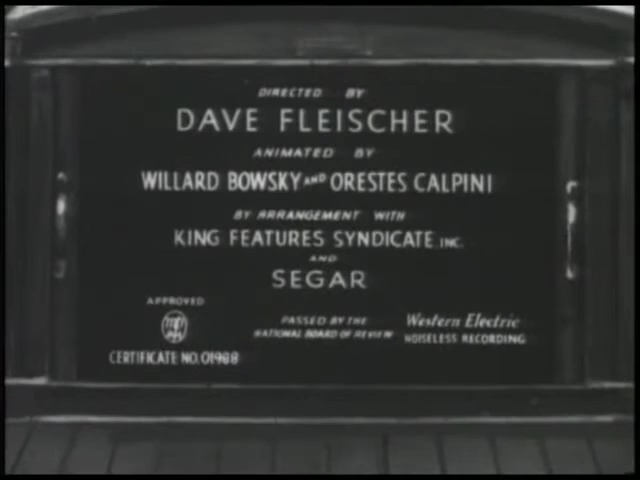 DIRECTED BY
DAVE FLEISCHER
ANIMATED BY
WILLARD BOWSKY AND ORESTES CALPINI
BY ARRANGEMENT WITH
KING FEATURES SYNDICATE, INC.
AND
SEGAR
APPROVED
PASSED BY THE
NATIONAL BOARD OF REVIEW
Western Electric
NOISELESS RECORDING
CERTIFICATE NO. 01988